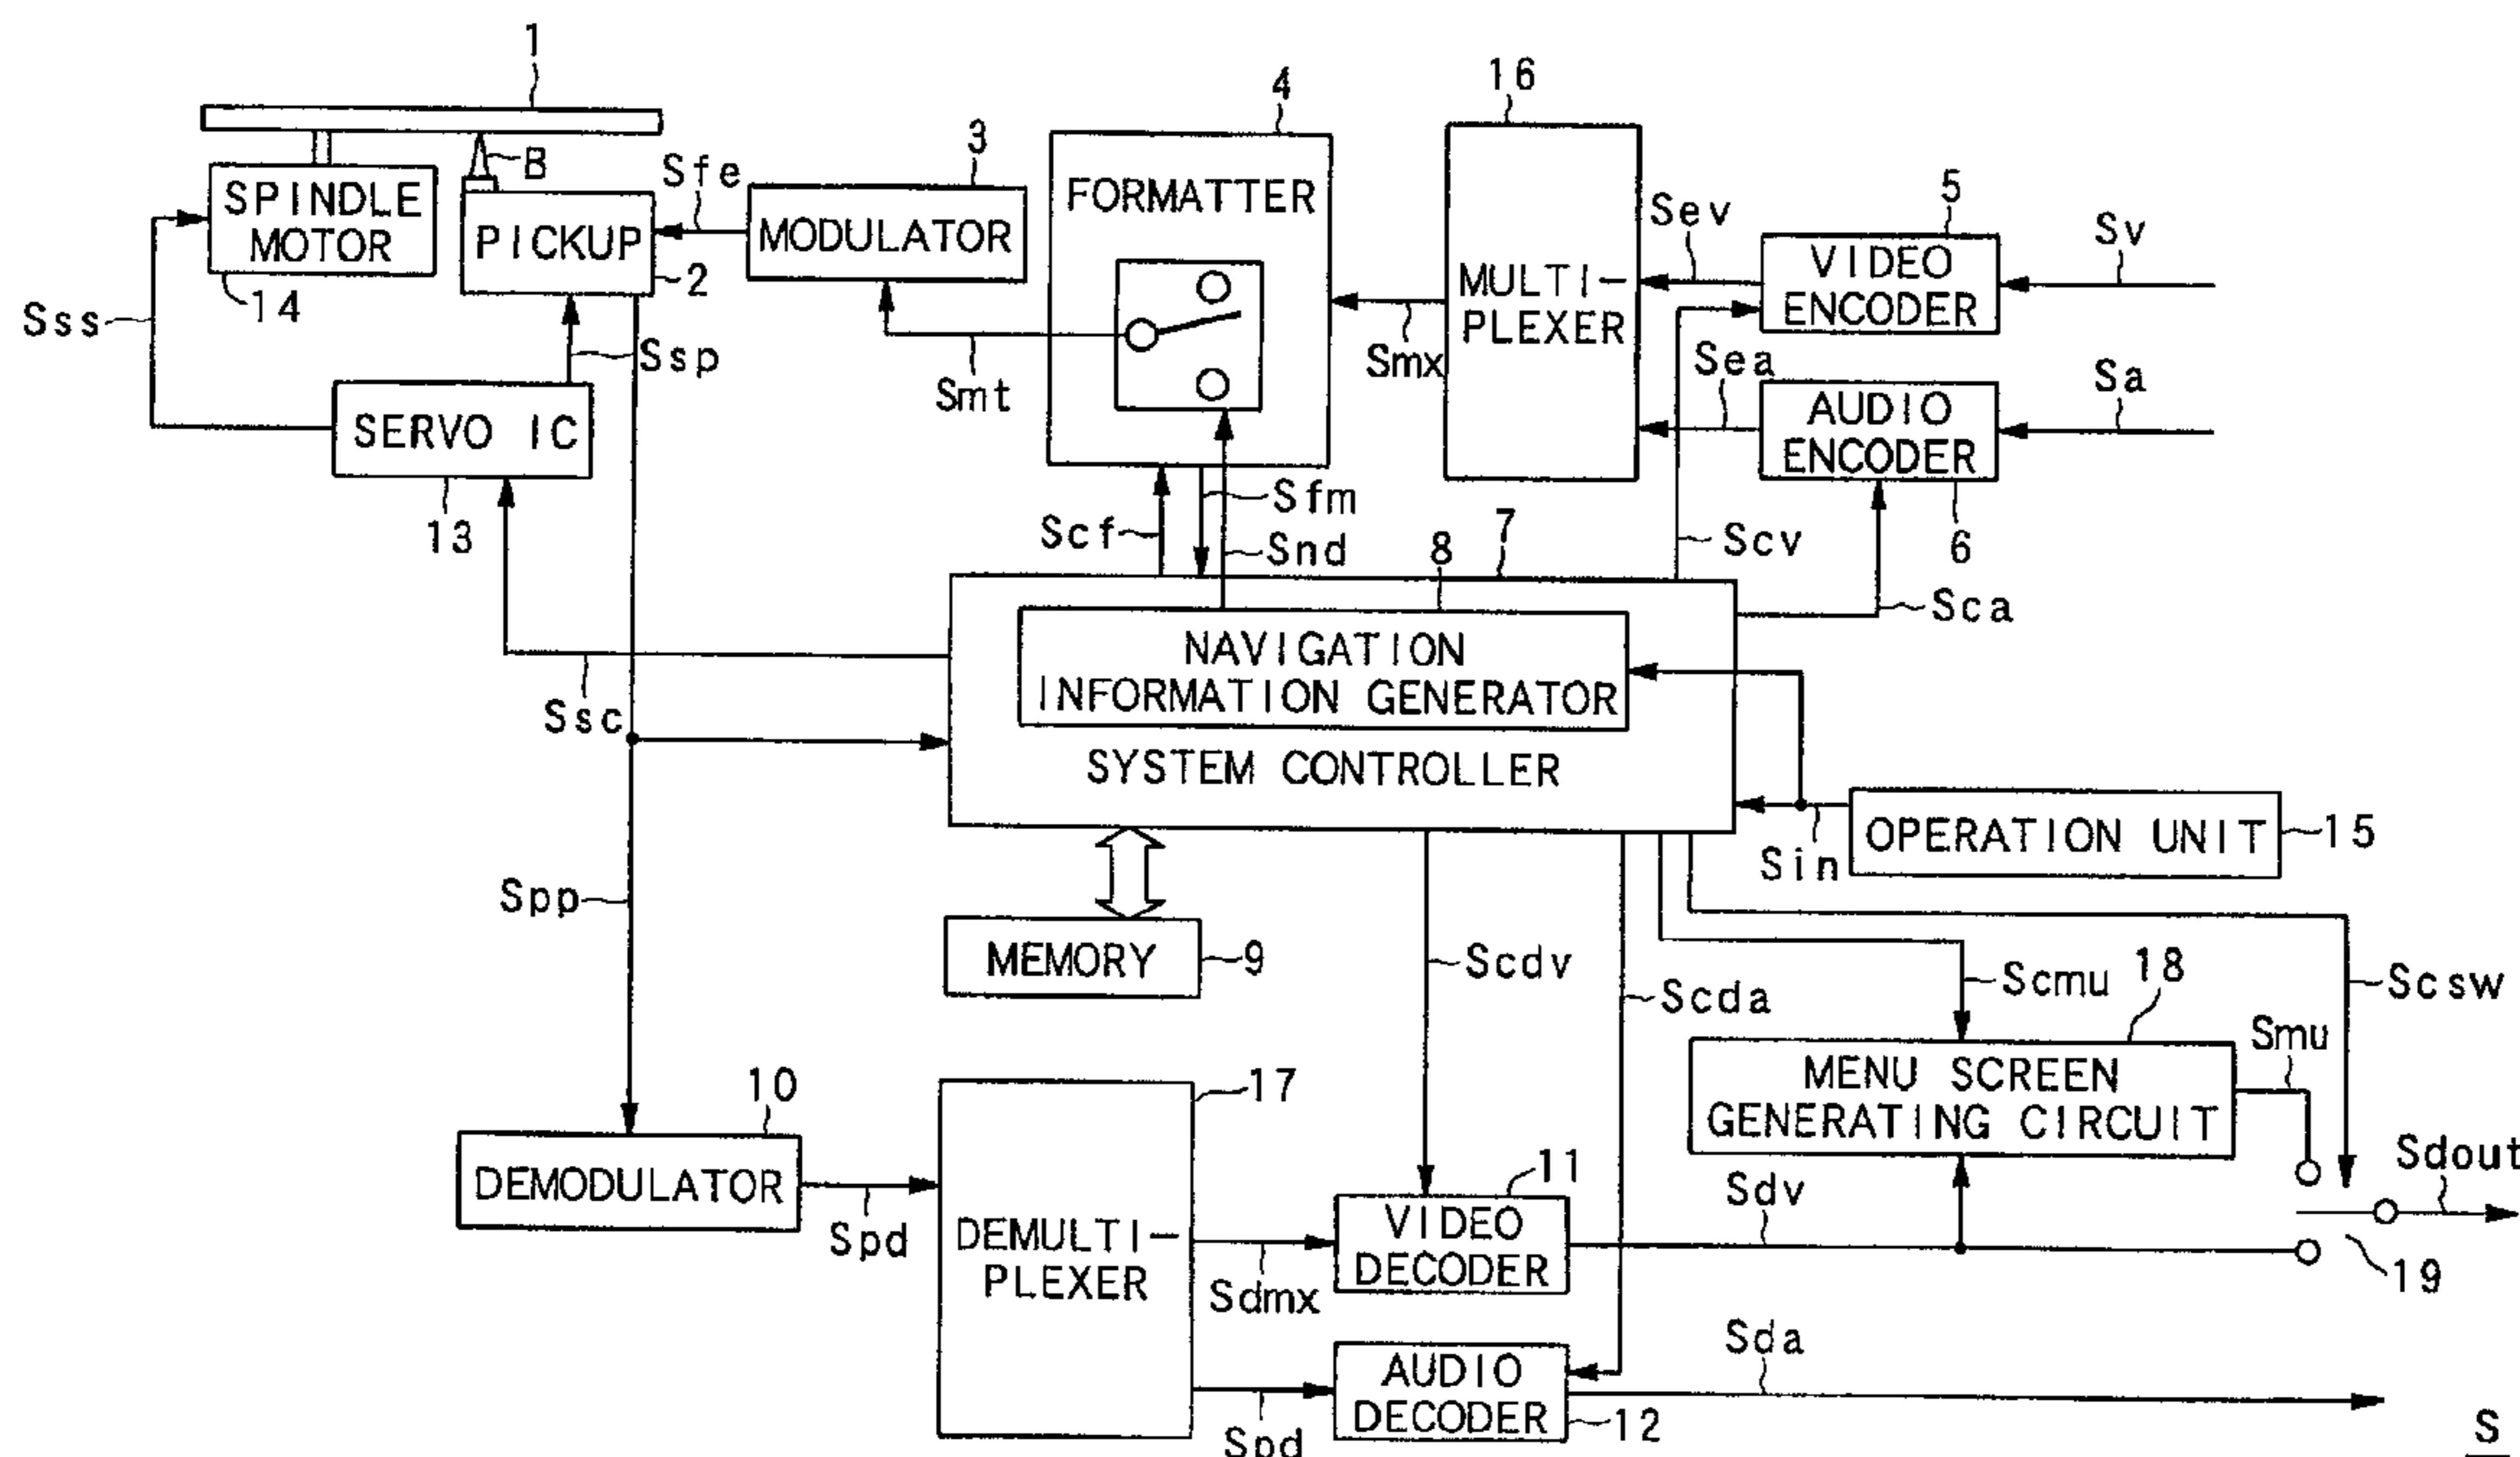 1
16
4
3
B
Sfe
5
SPINDLE
MOTOR
PICKUP
MODULATOR
FORMATTER
MULTI-
PLEXER
Sev
VIDEO
ENCODER
Sv
2
14
Sss
Ssp
Smt
Smx
Sea
AUDIO
ENCODER
Sa
SERVO IC
13
Scf
Sfm
Snd
7
8
Scv
6
Sca
NAVIGATION
INFORMATION GENERATOR
Ssc
SYSTEM CONTROLLER
OPERATION UNIT
15
Sin
Spp
MEMORY
9
Scdv
Scda
Scmu
18
Scsw
Smu
MENU SCREEN
GENERATING CIRCUIT
10
17
DEMODULATOR
Spd
DEMULTI-
PLEXER
11
VIDEO
DECODER
Sdv
Sdout
Sdmx
19
AUDIO
DECODER
Sda
12
Spd
S